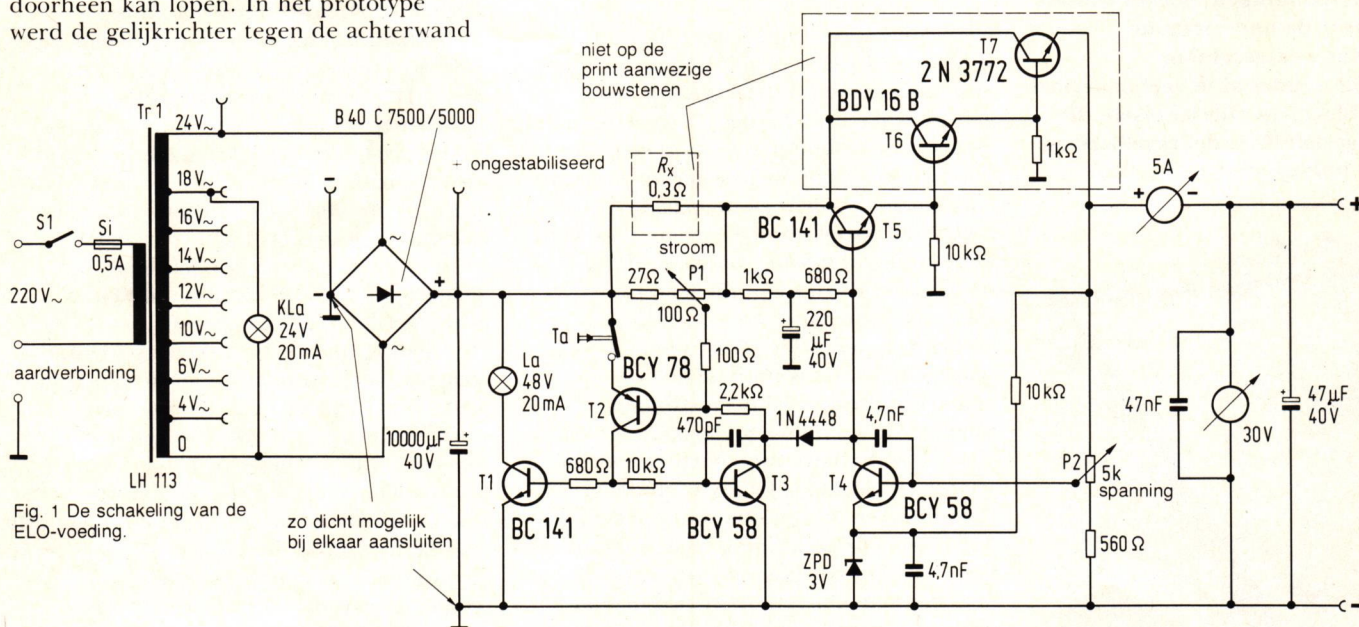 doorheen kan lopen. In het prototype
werd de gelijkrichter tegen de achterwand
niet op de
print aanwezige
bouwstenen
T7
2 N 3772
BDY 16 B
T6
1kΩ
Tr 1
24V~
18V~
16V~
14V~
12V~
10V~
6V~
4V~
0
LH 113
S1
Si
0,5A
220V~
aardverbinding
KLa
24V
20mA
B 40 C 7500/5000
-
-
+
~
~
+ ongestabiliseerd
Rx
0,3Ω
stroom
BC 141
T5
10kΩ
27Ω
P1
100Ω
1kΩ
680Ω
220
µF
40V
+
Ta
BCY 78
T2
100Ω
2,2kΩ
La
48V
20mA
10000µF
40V
+
470pF
1N4448
4,7nF
T1
BC 141
680Ω
10kΩ
T3
BCY 58
T4
BCY 58
ZPD
3V
4,7nF
10kΩ
P2
5k
spanning
560Ω
5A
+
-
47nF
30V
47µF
40V
+
+
-
zo dicht mogelijk
bij elkaar aansluiten
Fig. 1 De schakeling van de
ELO-voeding.